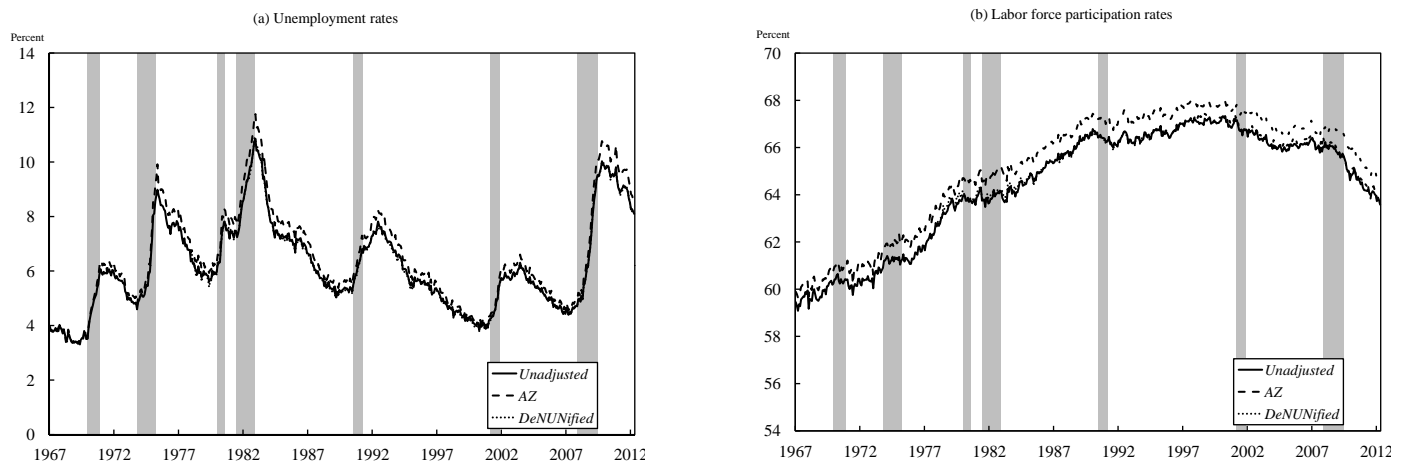 (a) Unemployment rates
Percent
14
12
10
8
6
4
2
0
1967 1972 1977 1982 1987 1992 1997 2002 2007 2012
Unadjusted
AZ
DeNUNified
(b) Labor force participation rates
Percent
70
68
66
64
62
60
58
56
54
1967 1972 1977 1982 1987 1992 1997 2002 2007 2012
Unadjusted
AZ
DeNUNified